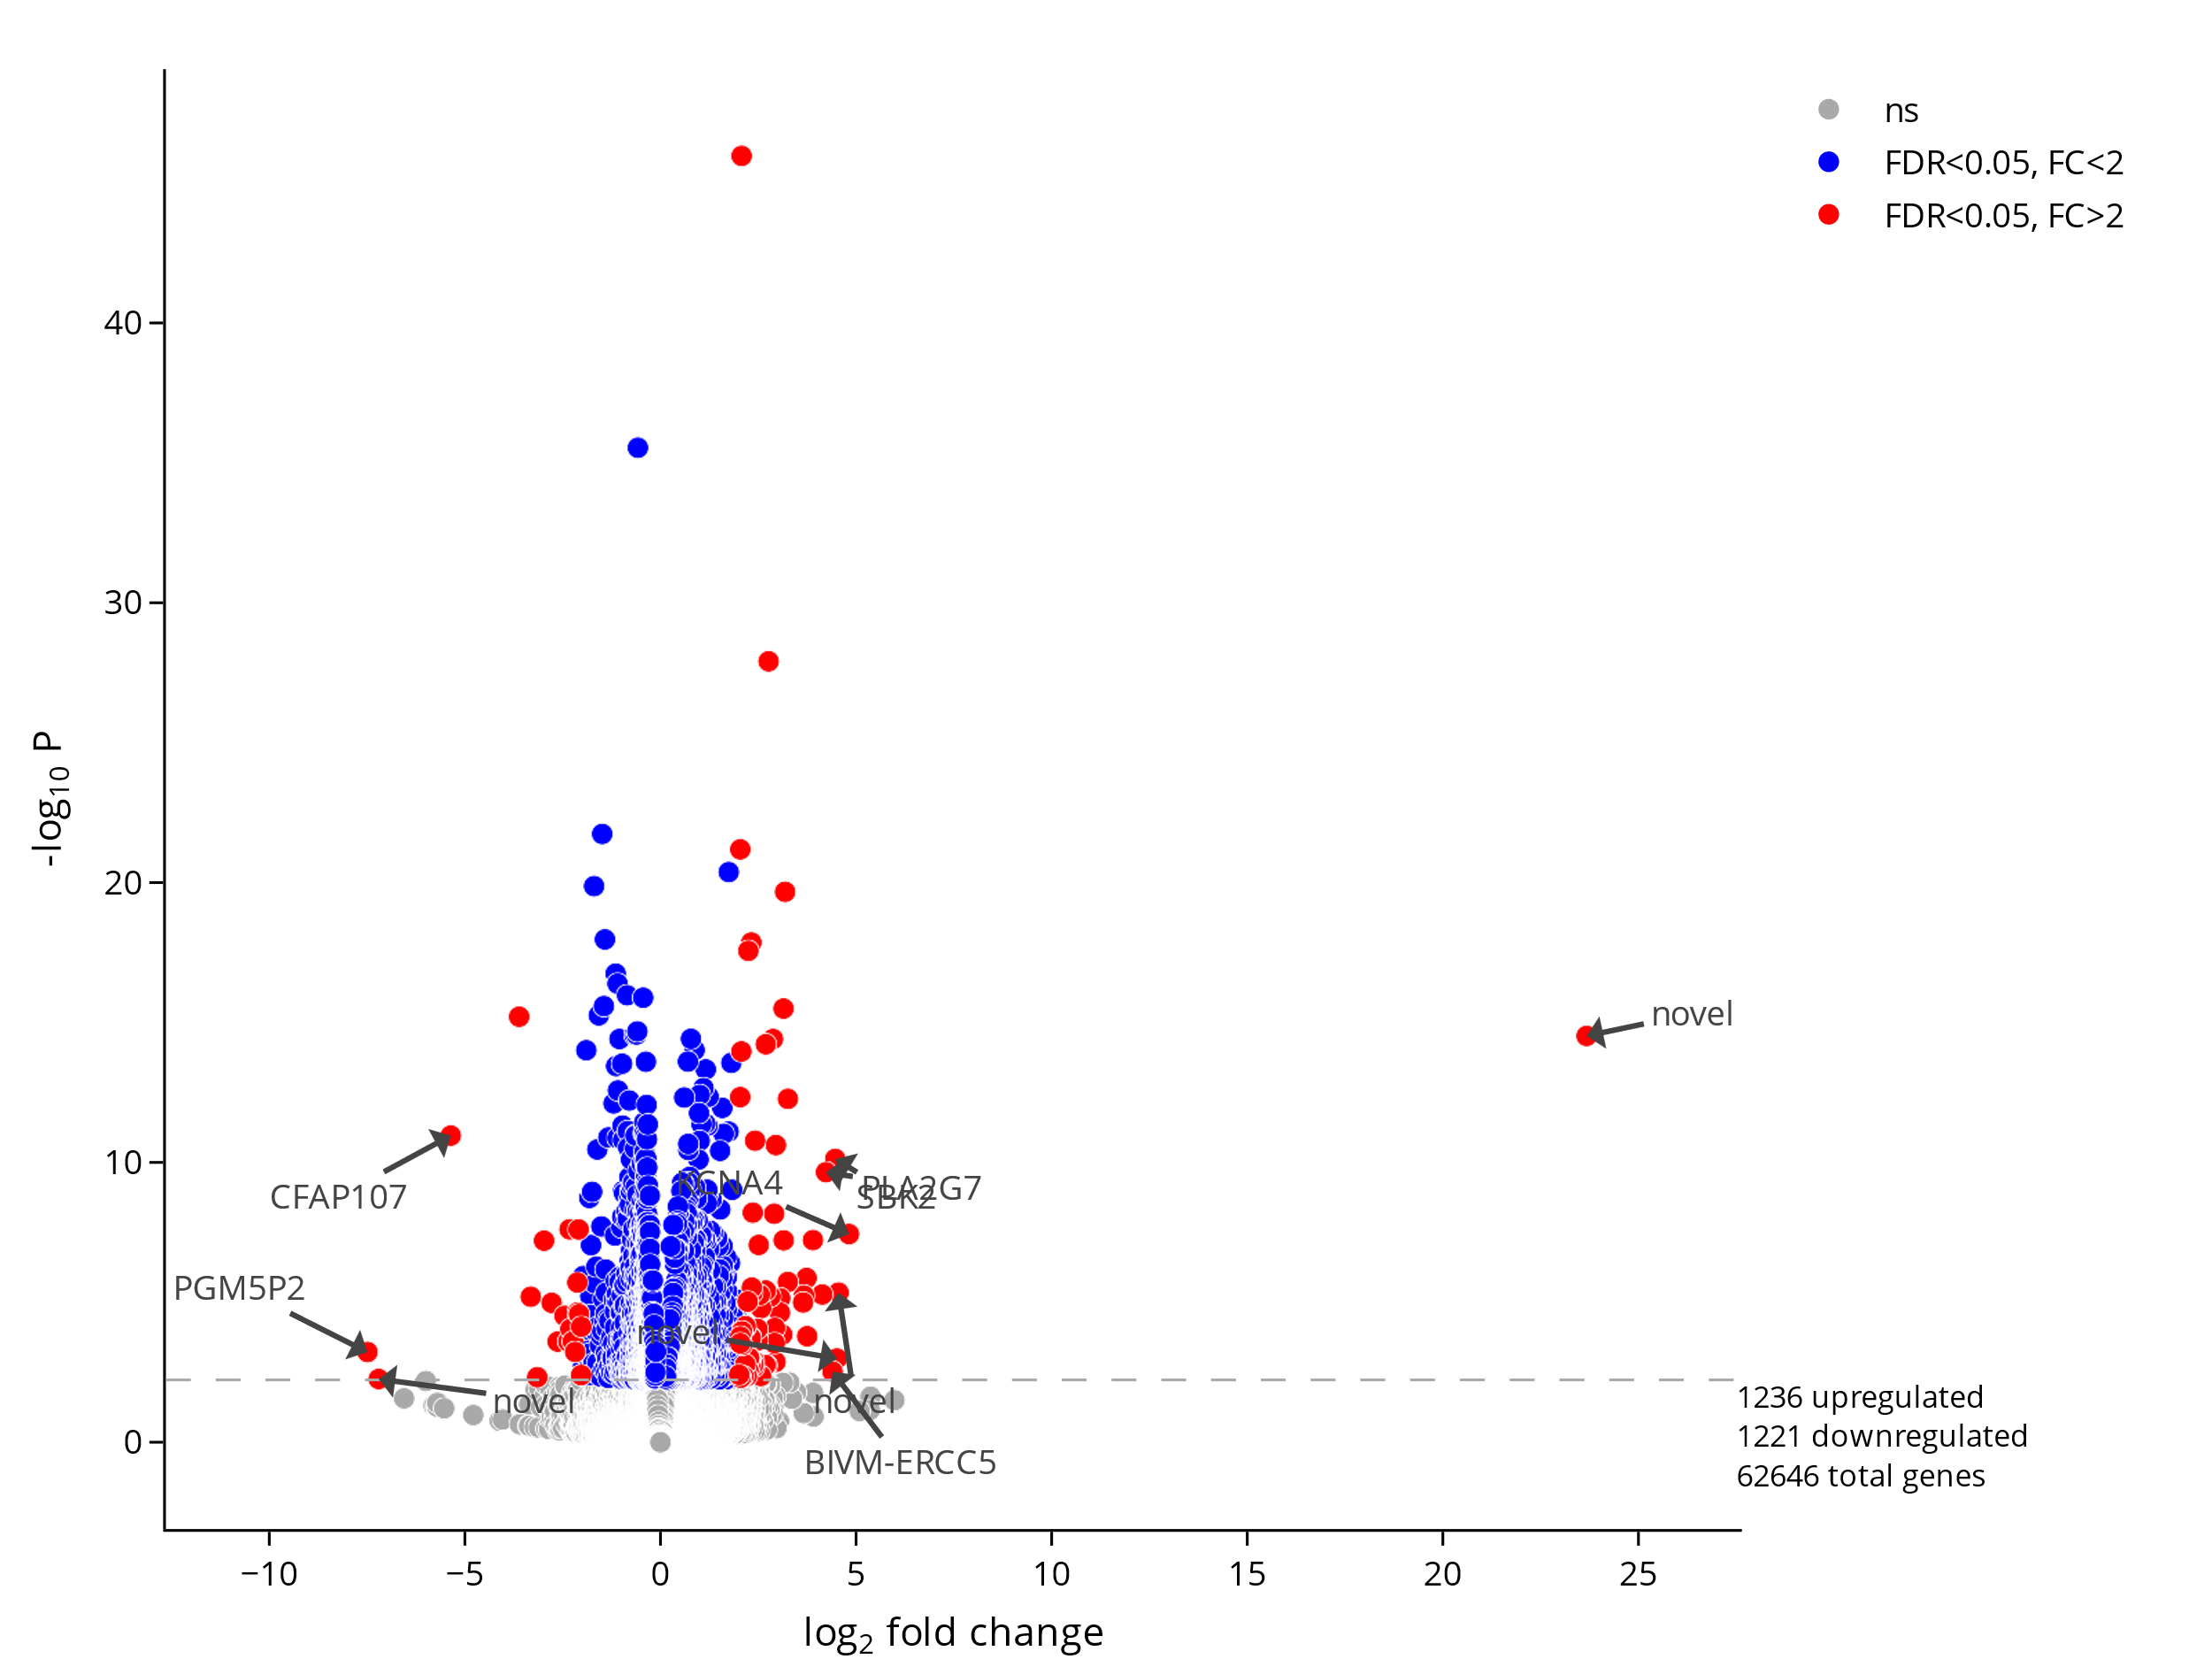 ns
FDR<0.05, FC<2
FDR<0.05, FC>2
40
30
20
10
0
-log10 P
novel
KCNA4
PLA2G7
SBK2
CFAP107
PGM5P2
novel
novel
novel
BIVM-ERCC5
1236 upregulated
1221 downregulated
62646 total genes
−10
−5
0
5
10
15
20
25
log2 fold change